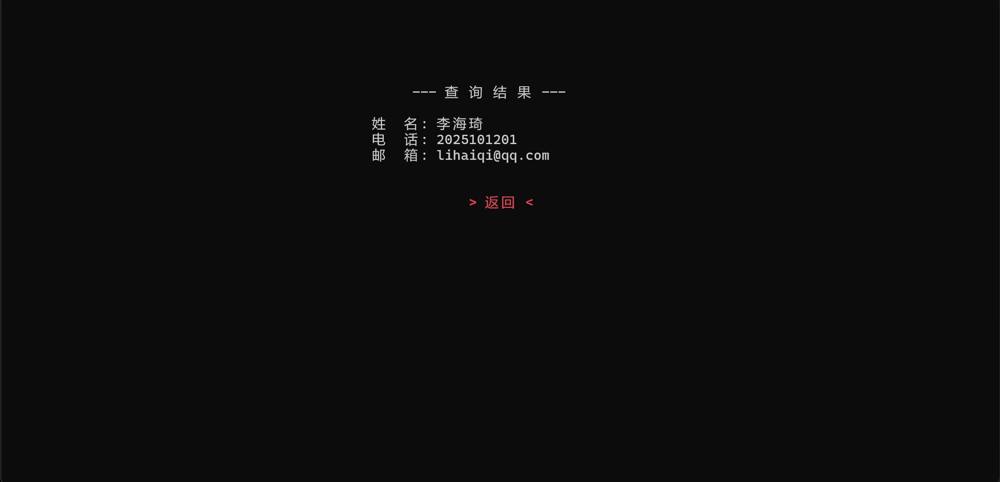 --- 查 询 结 果 ---
姓  名: 李海琦
电  话: 2025101201
邮  箱: lihaiqi@qq.com
> 返回 <